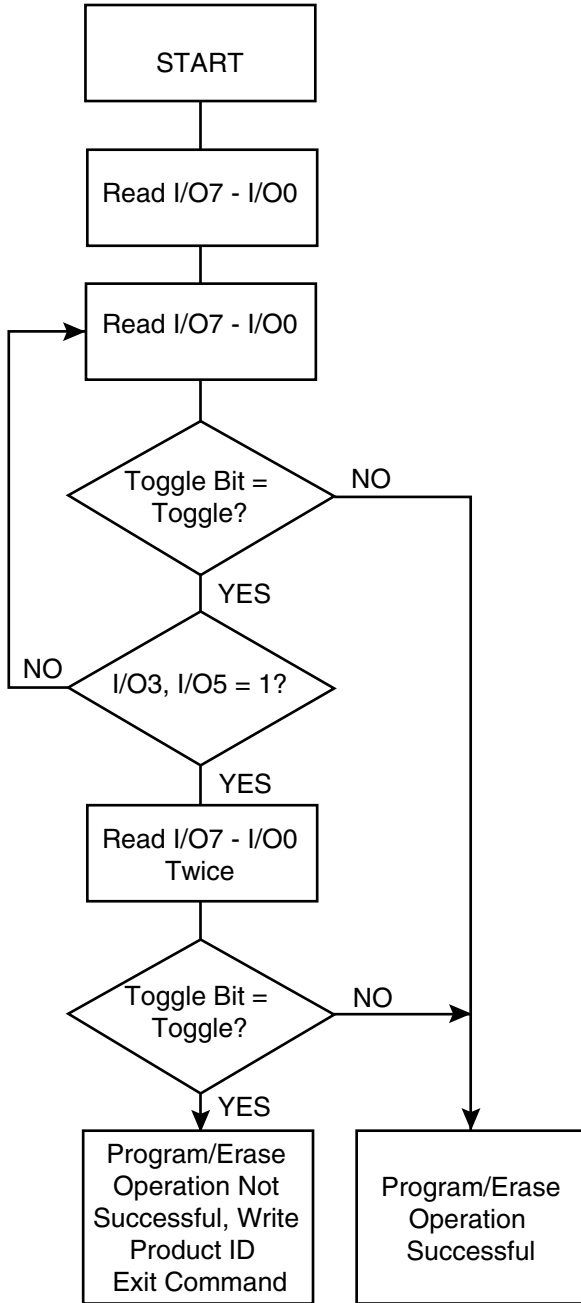 START
Read I/O7 - I/O0
Read I/O7 - I/O0
Toggle Bit =
Toggle?
NO
YES
NO
I/O3, I/O5 = 1?
YES
Read I/O7 - I/O0
Twice
Toggle Bit =
Toggle?
NO
YES
Program/Erase
Operation Not
Successful, Write
Product ID
Exit Command
Program/Erase
Operation
Successful